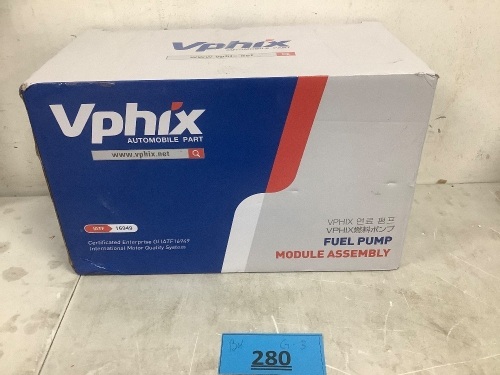 Vphix
Vphix
AUTOMOBILE PART
www.vphix.net
IATF 16949
Certificated Enterprise Of IATF16949
International Motor Quality System
VPHIX 연료 펌프
VPHIX燃料ポンプ
FUEL PUMP
MODULE ASSEMBLY
G-3
280